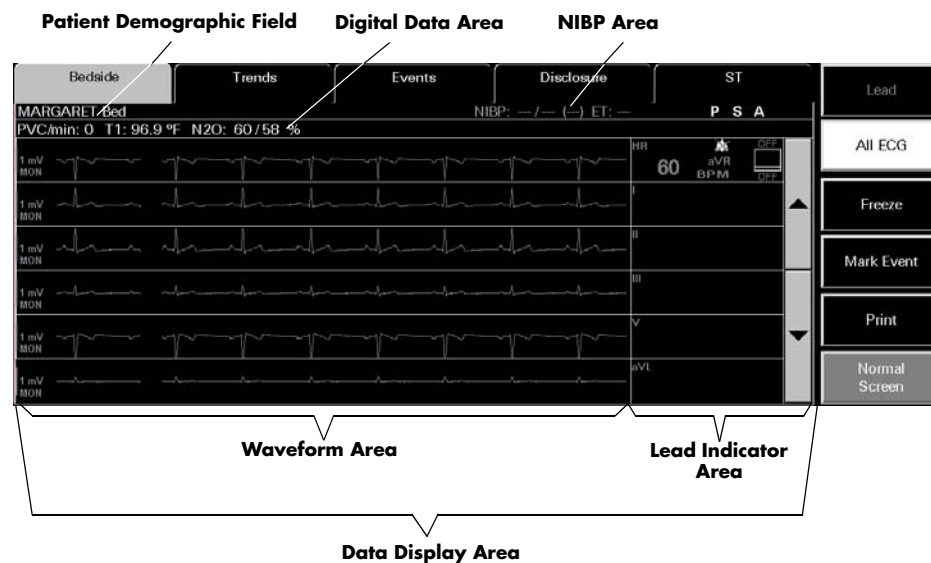 Patient Demographic Field Digital Data Area NIBP Area
Bedside Trends Events Disclosure ST
Lead
MARGARET Bed NIBP: ---/--- (---) ET: --- P S A
PVC/min: 0 T1: 96.9 ºF N2O: 60/58 %
All ECG
HR 60 aVR BPM OFF OFF
1 mV
MON
I
1 mV
MON
Freeze
II
1 mV
MON
Mark Event
III
1 mV
MON
Print
V
1 mV
MON
aVL
1 mV
MON
Normal
Screen
Waveform Area
Lead Indicator
Area
Data Display Area